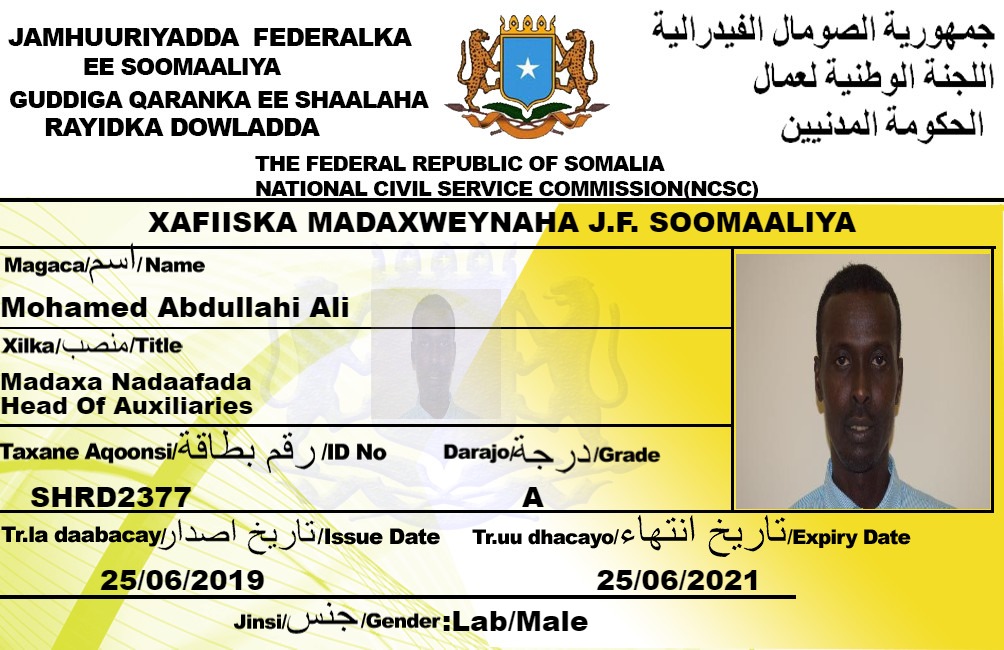 JAMHUURIYADDA FEDERALKA
EE SOOMAALIYA
GUDDIGA QARANKA EE SHAALAHA
RAYIDKA DOWLADDA
جمهورية الصومال الفيدرالية
اللجنة الوطنية لعمال
الحكومة المدنيين
THE FEDERAL REPUBLIC OF SOMALIA
NATIONAL CIVIL SERVICE COMMISSION(NCSC)
XAFIISKA MADAXWEYNAHA J.F. SOOMAALIYA
Magaca/اسم/Name
Mohamed Abdullahi Ali
Xilka/منصب/Title
Madaxa Nadaafada
Head Of Auxiliaries
Taxane Aqoonsi/رقم بطاقة/ID No Darajo/درجة/Grade
SHRD2377 A
Tr.la daabacay/تاريخ اصدار/Issue Date Tr.uu dhacayo/تاريخ انتهاء/Expiry Date
25/06/2019 25/06/2021
Jinsi/جنس/Gender:Lab/Male